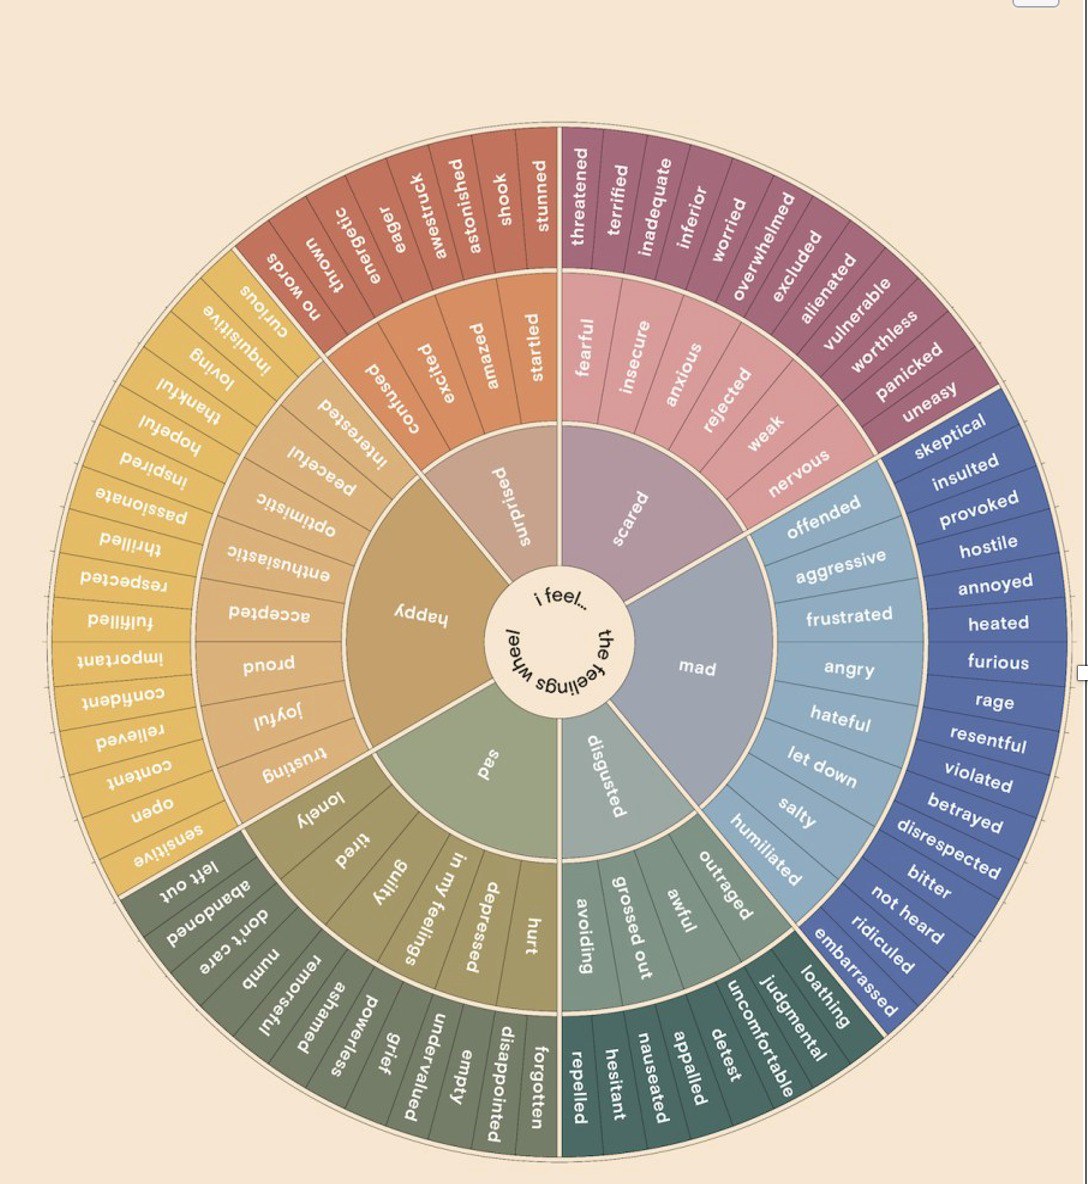 i feel...
the feelings wheel
scared
mad
disgusted
sad
happy
surprised
fearful
insecure
anxious
rejected
weak
nervous
offended
aggressive
frustrated
angry
hateful
let down
salty
humiliated
outraged
awful
grossed out
avoiding
hurt
depressed
in my feelings
guilty
tired
lonely
trusting
joyful
proud
accepted
enthusiastic
optimistic
peaceful
interested
confused
excited
amazed
startled
threatened
terrified
inadequate
inferior
worried
overwhelmed
excluded
alienated
vulnerable
worthless
panicked
uneasy
skeptical
insulted
provoked
hostile
annoyed
heated
furious
rage
resentful
violated
betrayed
disrespected
bitter
not heard
ridiculed
embarrassed
loathing
judgmental
uncomfortable
detest
appalled
nauseated
hesitant
repelled
forgotten
disappointed
empty
undervalued
grief
powerless
ashamed
remorseful
numb
don't care
abandoned
left out
sensitive
open
content
relieved
confident
important
fulfilled
respected
thrilled
passionate
inspired
hopeful
thankful
loving
inquisitive
curious
no words
thrown
energetic
eager
awestruck
astonished
shook
stunned